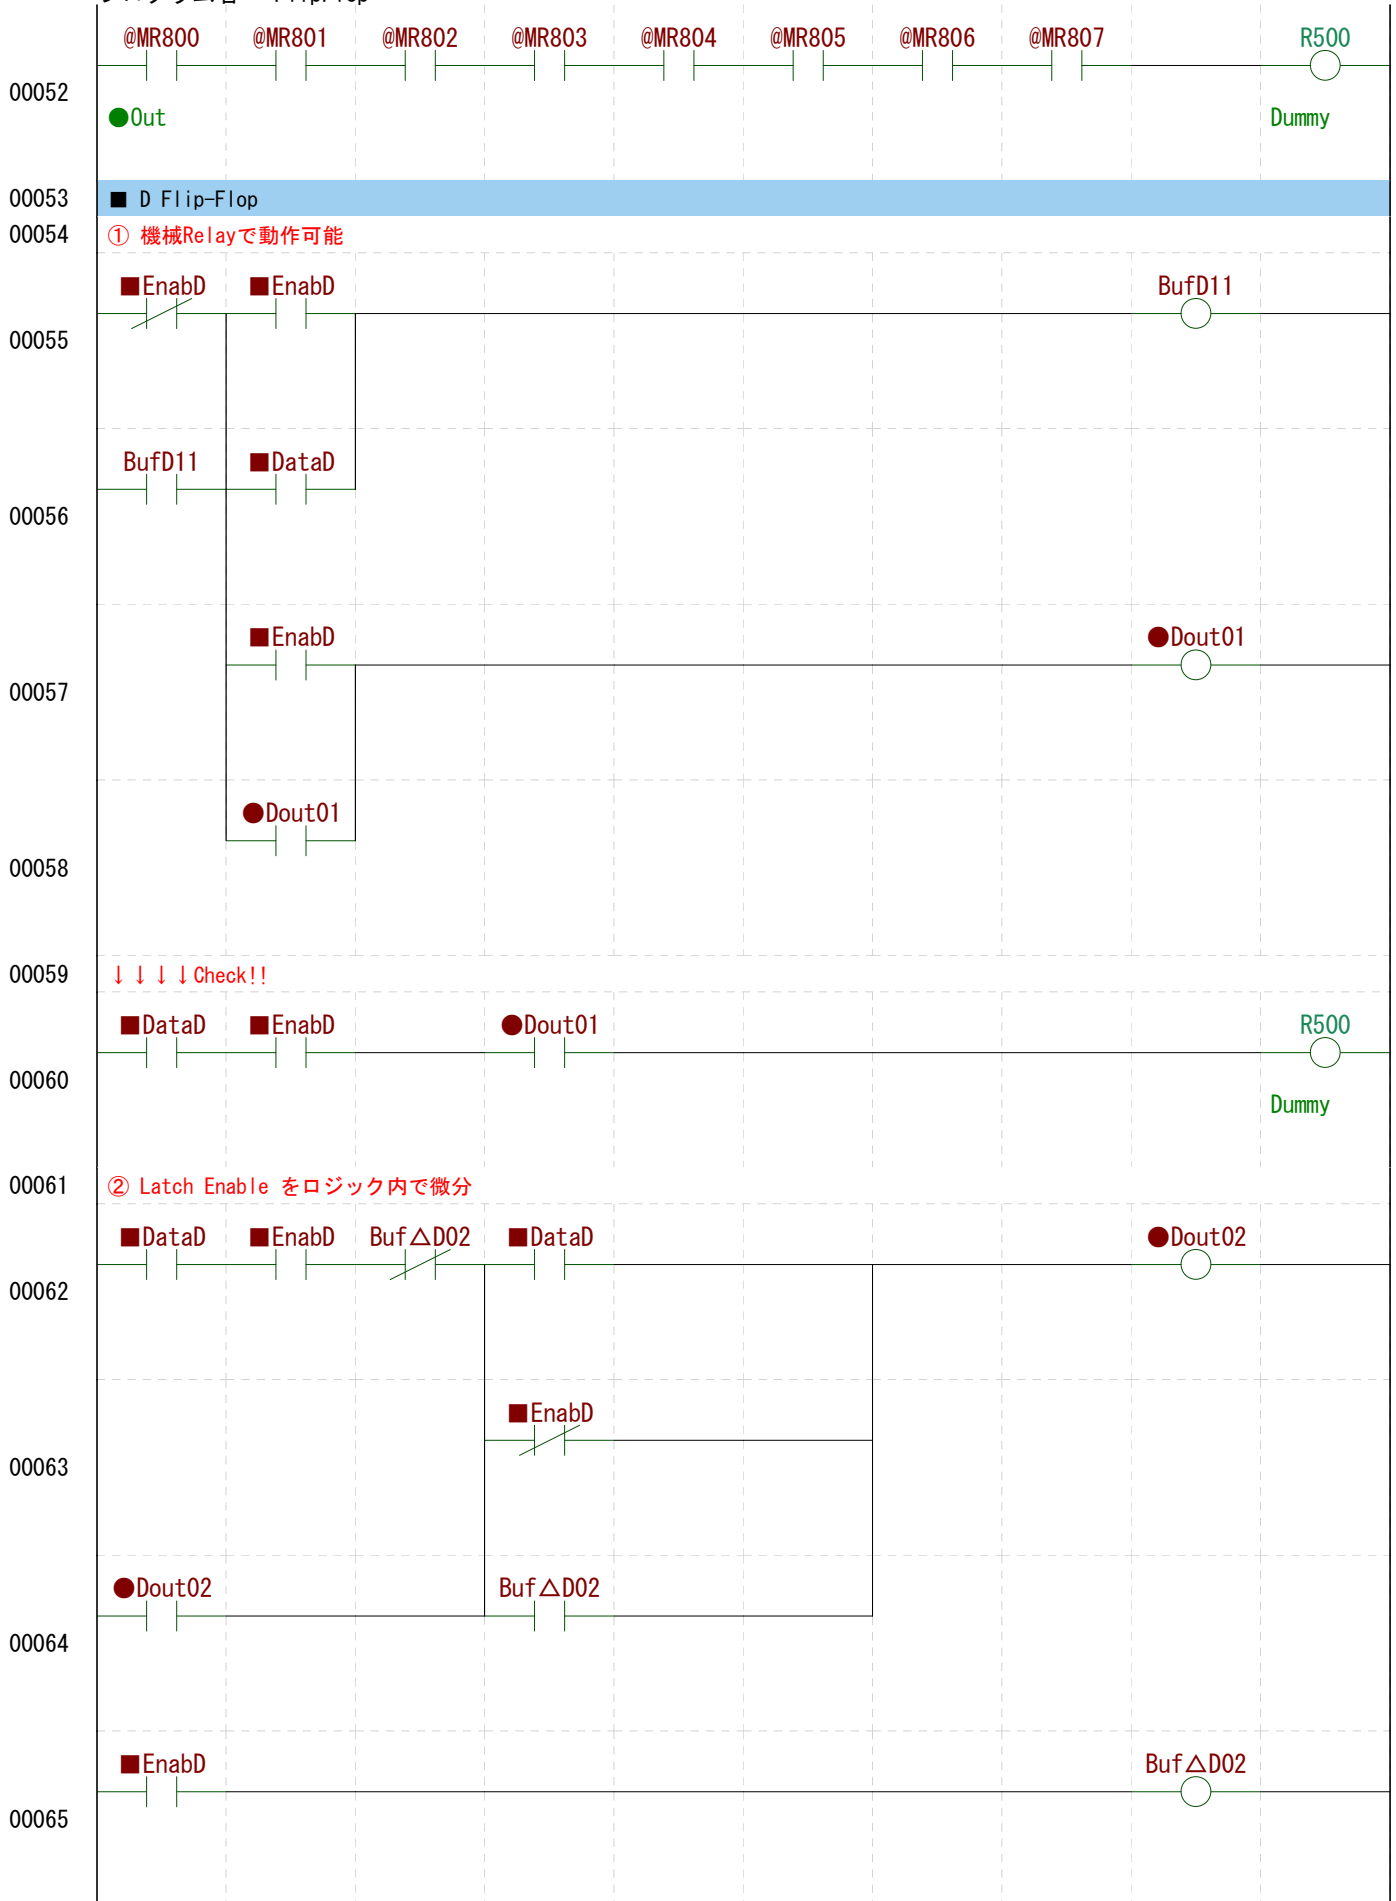 @MR800 @MR801 @MR802 @MR803 @MR804 @MR805 @MR806 @MR807 R500
00052
●Out Dummy
00053 ■ D Flip-Flop
00054 ① 機械Relayで動作可能
■EnabD ■EnabD BufD11
00055
BufD11 ■DataD
00056
■EnabD ●Dout01
00057
●Dout01
00058
00059 ↓↓↓↓Check!!
■DataD ■EnabD ●Dout01 R500
00060
Dummy
00061 ② Latch Enable をロジック内で微分
■DataD ■EnabD Buf△D02 ■DataD ●Dout02
00062
■EnabD
00063
●Dout02 Buf△D02
00064
■EnabD Buf△D02
00065